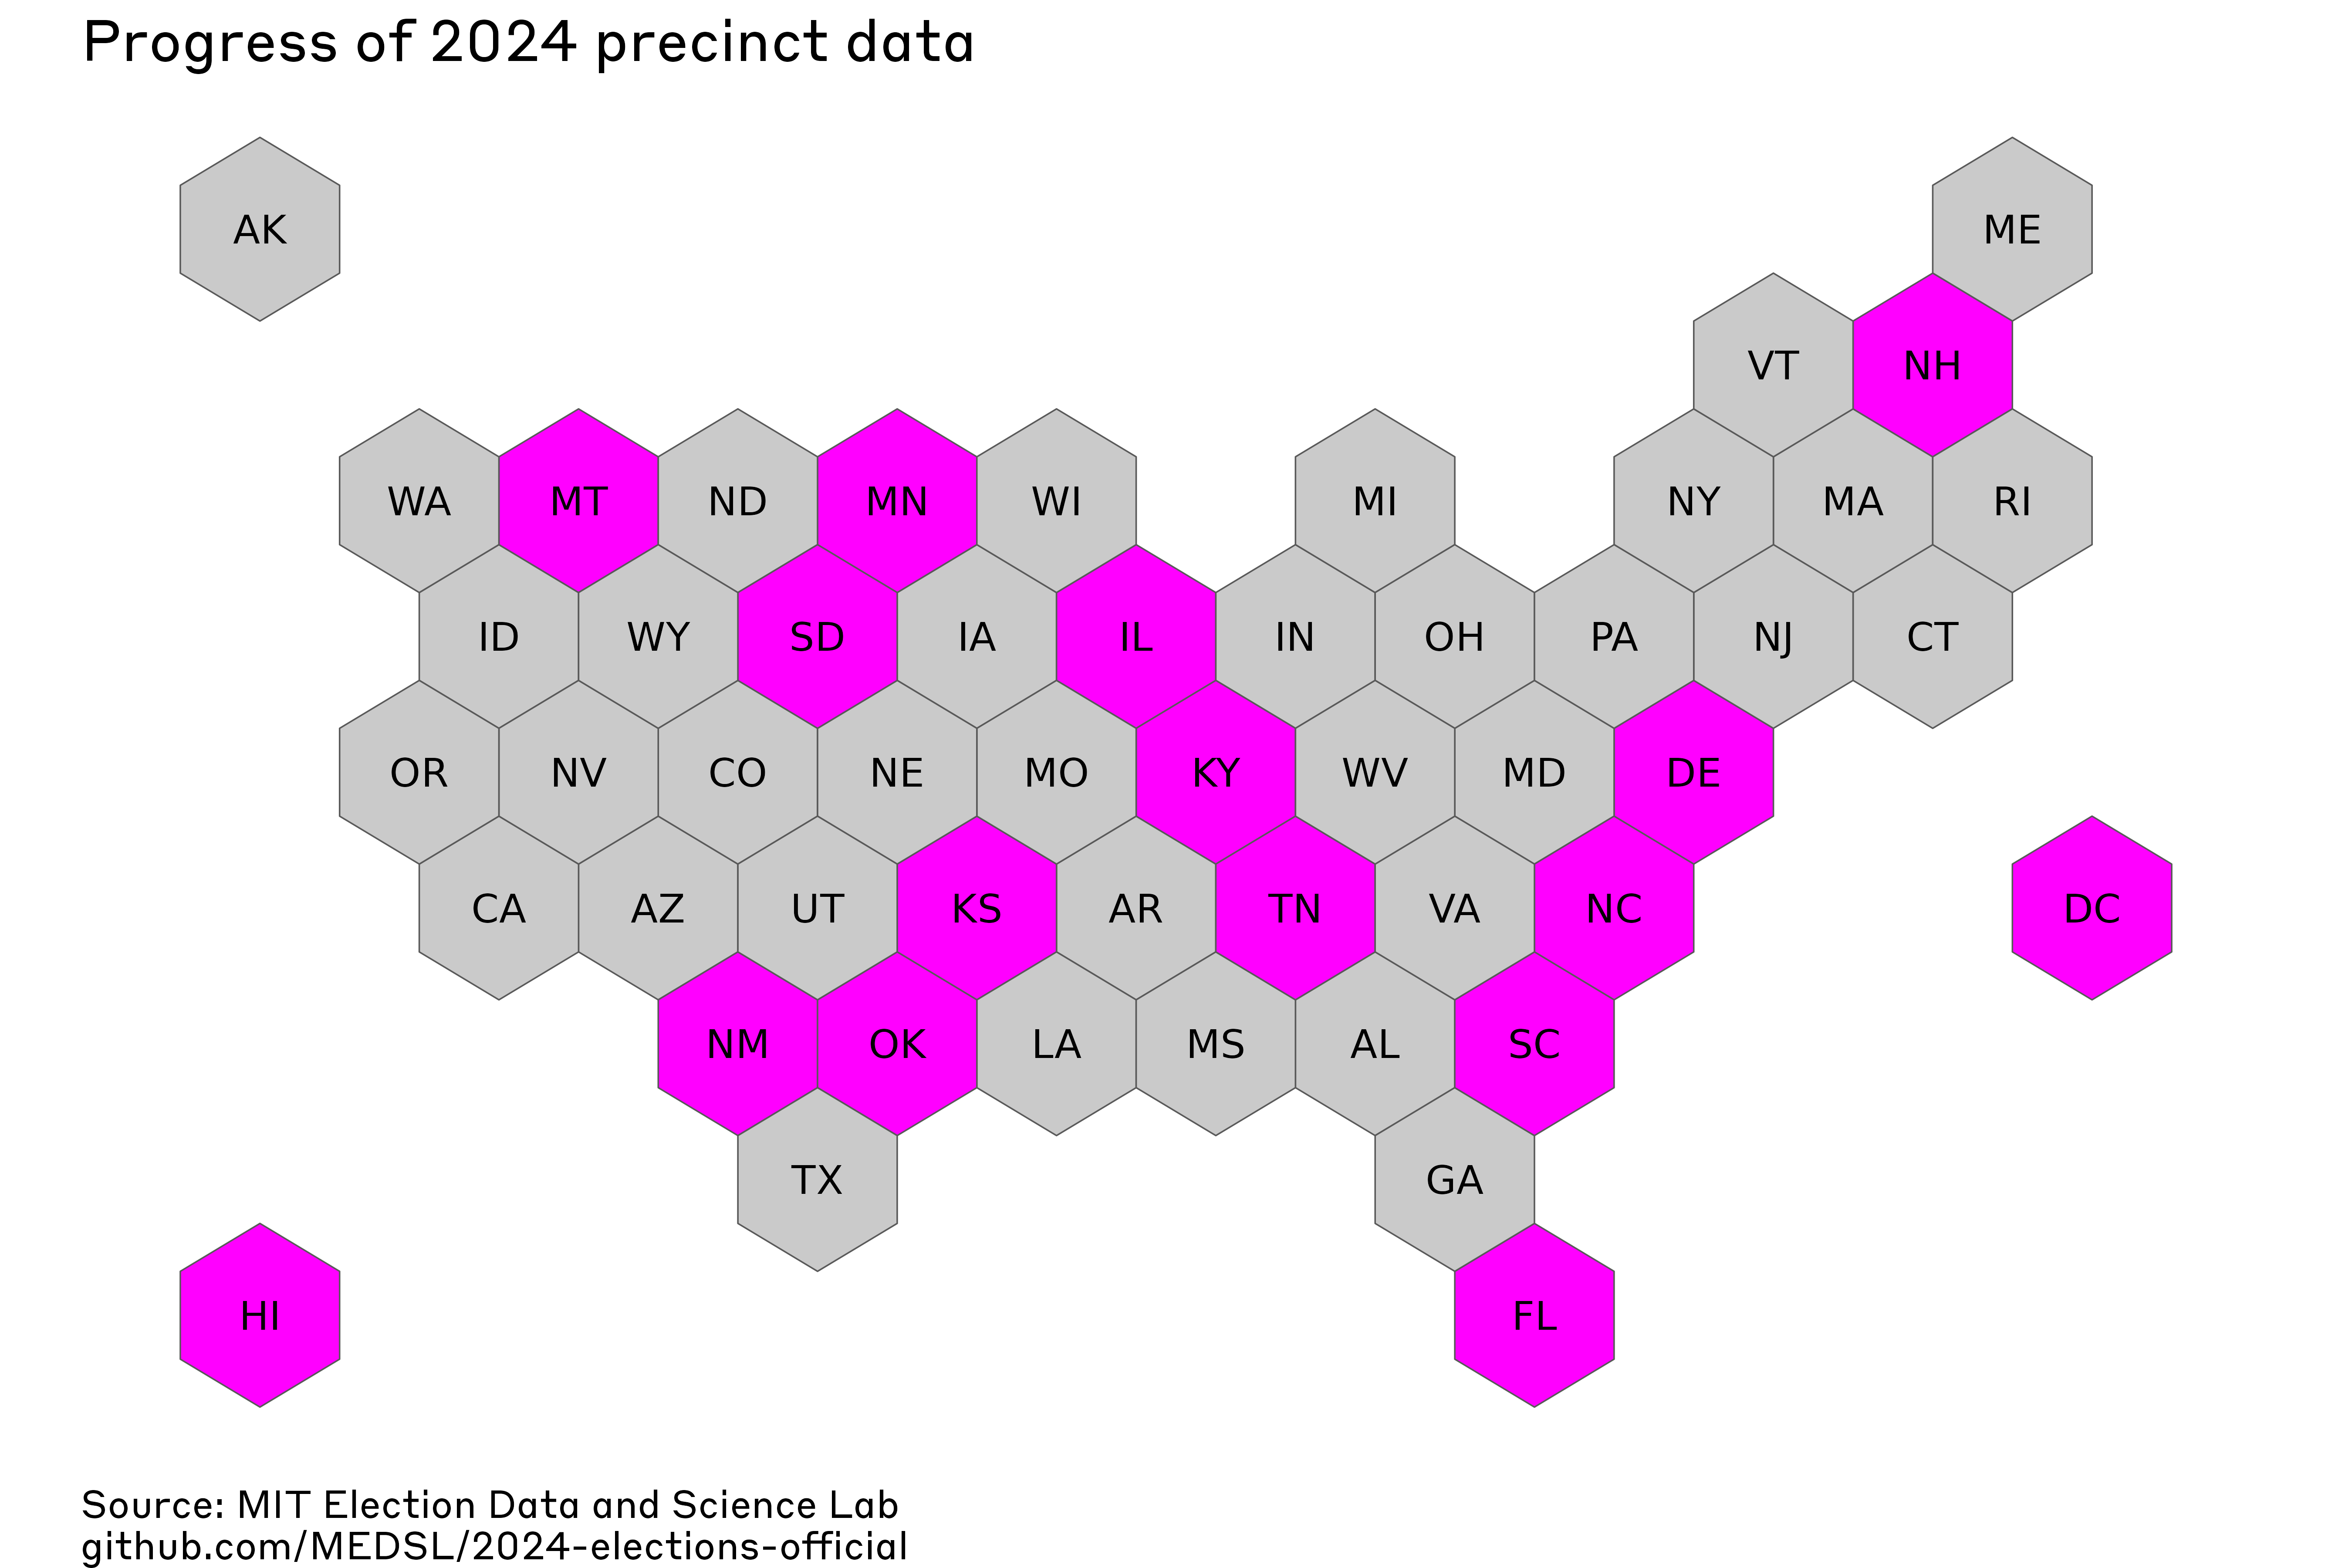 Progress of 2024 precinct data
AK
ME
VT NH
WA MT ND MN WI MI NY MA RI
ID WY SD IA IL IN OH PA NJ CT
OR NV CO NE MO KY WV MD DE
CA AZ UT KS AR TN VA NC DC
NM OK LA MS AL SC
TX GA
HI FL
Source: MIT Election Data and Science Lab
github.com/MEDSL/2024-elections-official